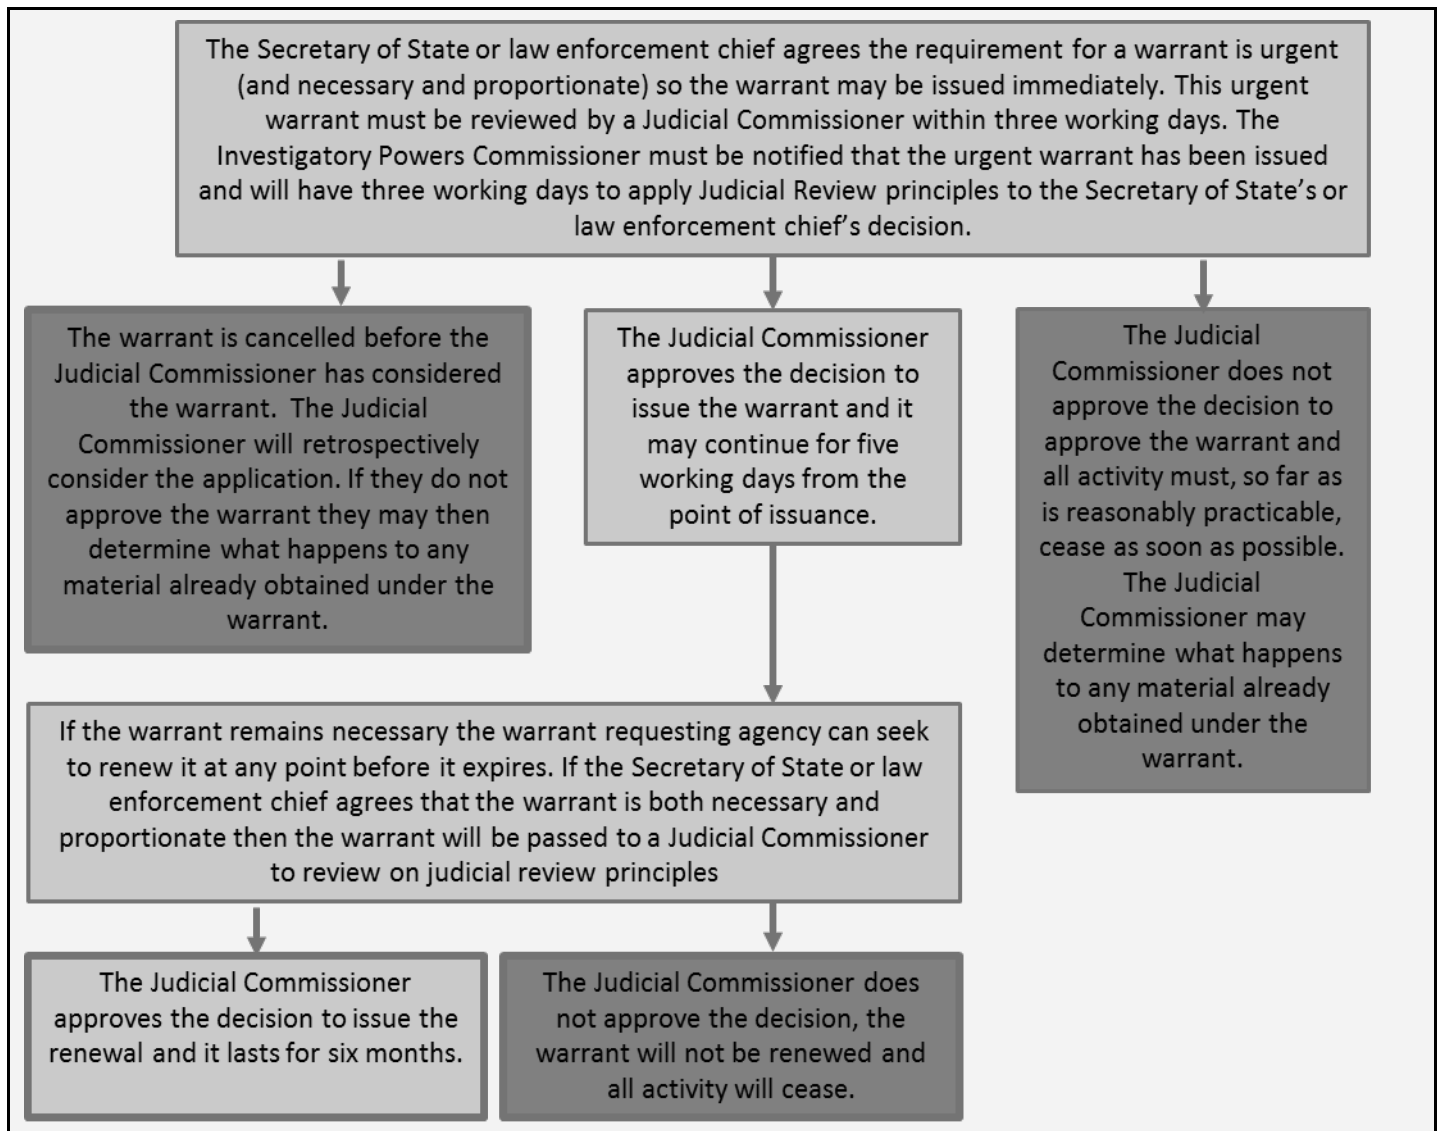 The Secretary of State or law enforcement chief agrees the requirement for a warrant is urgent
(and necessary and proportionate) so the warrant may be issued immediately. This urgent
warrant must be reviewed by a Judicial Commissioner within three working days. The
Investigatory Powers Commissioner must be notified that the urgent warrant has been issued
and will have three working days to apply Judicial Review principles to the Secretary of State’s or
law enforcement chief’s decision.
The warrant is cancelled before the
Judicial Commissioner has considered
the warrant. The Judicial
Commissioner will retrospectively
consider the application. If they do not
approve the warrant they may then
determine what happens to any
material already obtained under the
warrant.
The Judicial Commissioner
approves the decision to
issue the warrant and it
may continue for five
working days from the
point of issuance.
The Judicial
Commissioner does not
approve the decision to
approve the warrant and
all activity must, so far as
is reasonably practicable,
cease as soon as possible.
The Judicial
Commissioner may
determine what happens
to any material already
obtained under the
warrant.
If the warrant remains necessary the warrant requesting agency can seek
to renew it at any point before it expires. If the Secretary of State or law
enforcement chief agrees that the warrant is both necessary and
proportionate then the warrant will be passed to a Judicial Commissioner
to review on judicial review principles
The Judicial Commissioner
approves the decision to issue the
renewal and it lasts for six months.
The Judicial Commissioner does
not approve the decision, the
warrant will not be renewed and
all activity will cease.